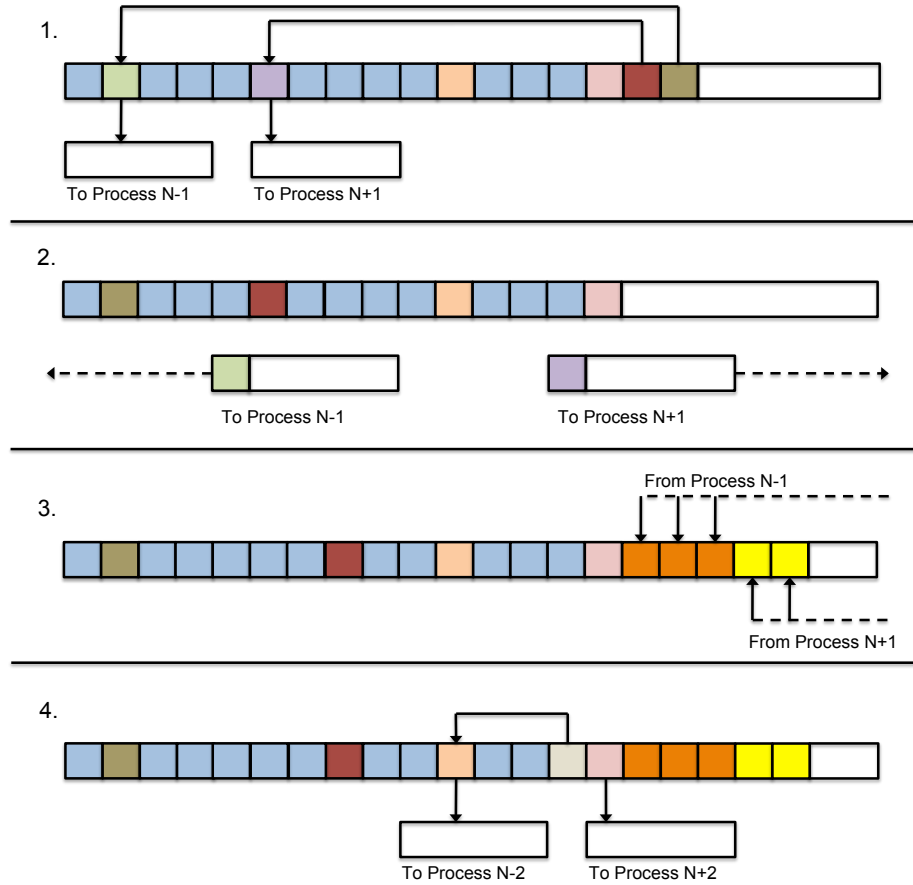 1.
To Process N-1
To Process N+1
2.
To Process N-1
To Process N+1
From Process N-1
3.
From Process N+1
4.
To Process N-2
To Process N+2